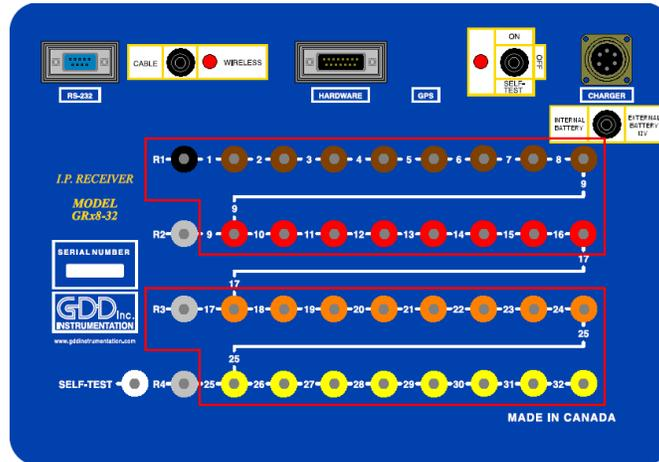 ON
CABLE
WIRELESS
OFF
SELF-
TEST
RS-232
HARDWARE
GPS
CHARGER
INTERNAL
BATTERY
EXTERNAL
BATTERY
12V
R1 1 2 3 4 5 6 7 8
I.P. RECEIVER
9
MODEL
GRx8-32
9
R2 9 10 11 12 13 14 15 16
SERIAL NUMBER
17
17
GDD Inc.
INSTRUMENTATION
R3 17 18 19 20 21 22 23 24
www.gddinstrumentation.com
25
25
SELF-TEST R4 25 26 27 28 29 30 31 32
MADE IN CANADA